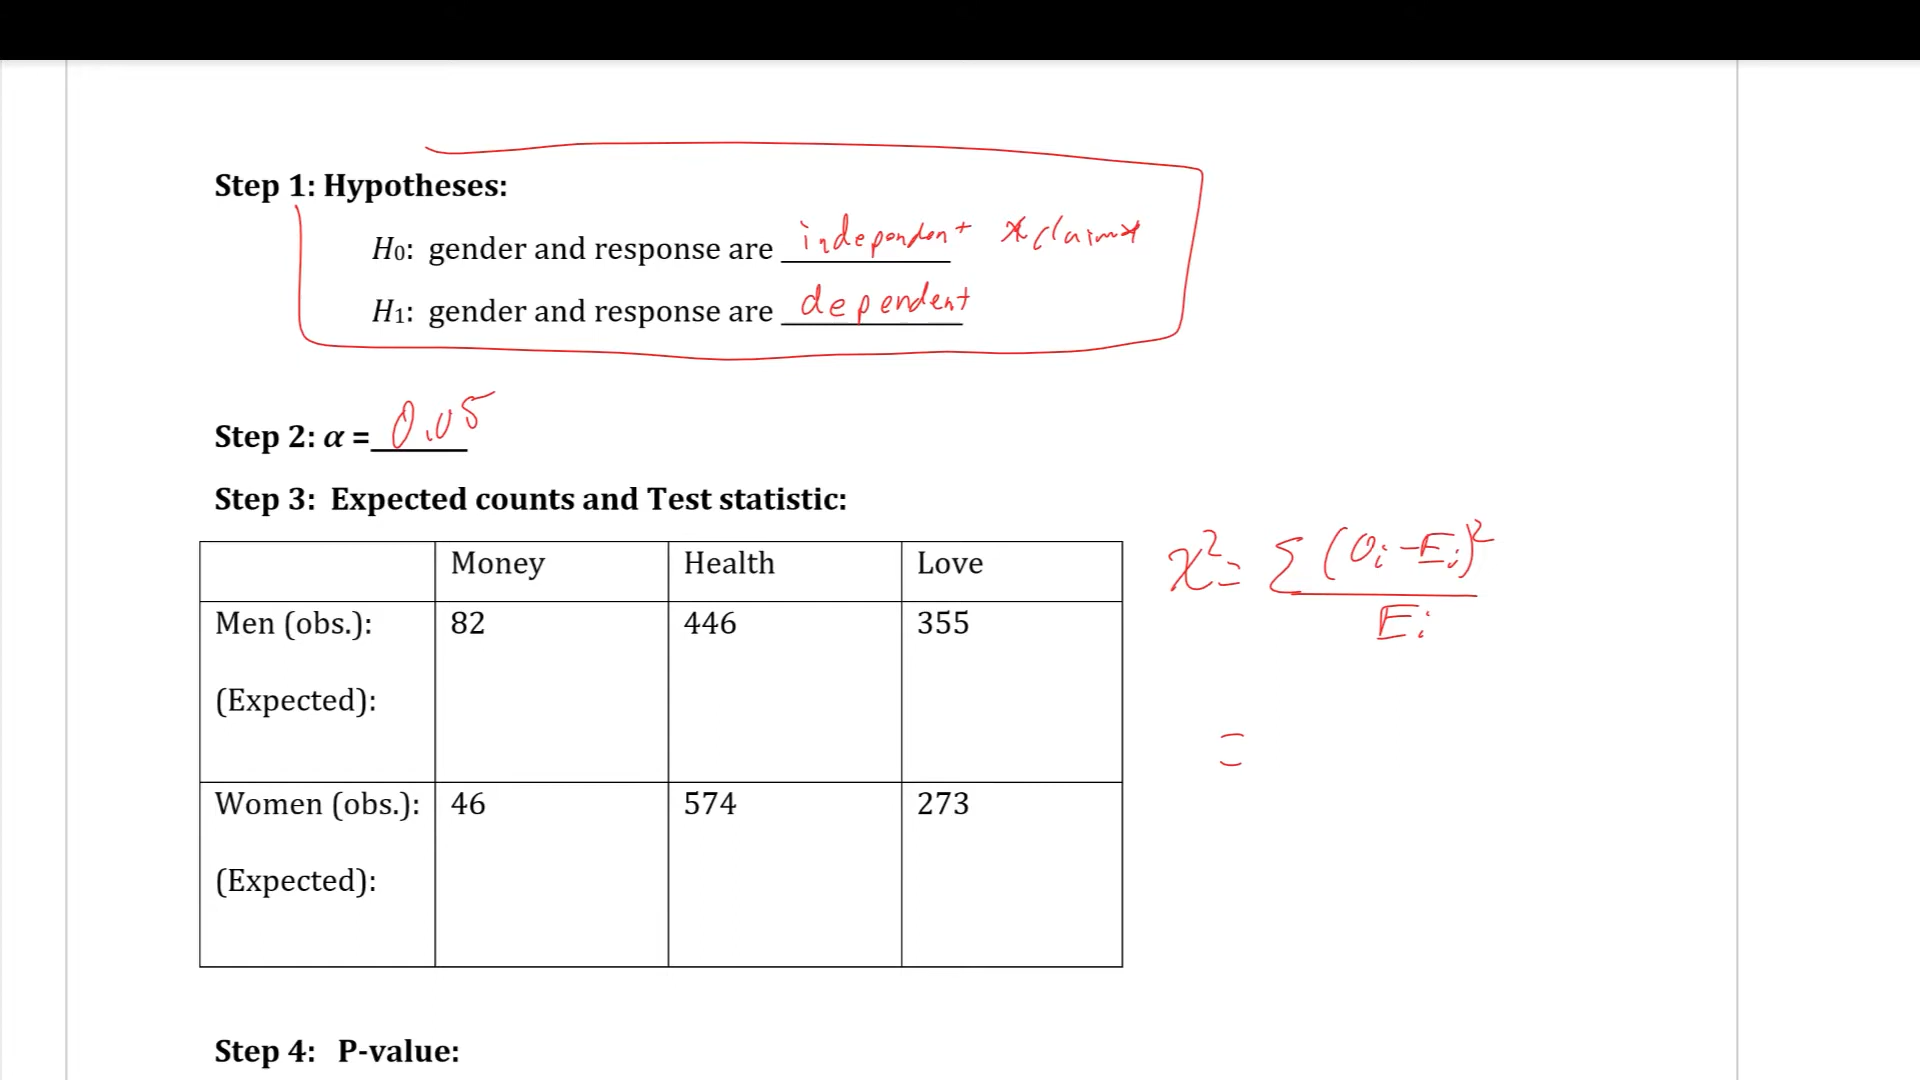 Step 1: Hypotheses:
H0: gender and response are independent *claim*
H1: gender and response are dependent
Step 2: α = 0.05
Step 3: Expected counts and Test statistic:
Money Health Love
Men (obs.): 82 446 355
(Expected):
Women (obs.): 46 574 273
(Expected):
χ² = Σ (Oi - Ei)²
Ei
=
Step 4: P-value: